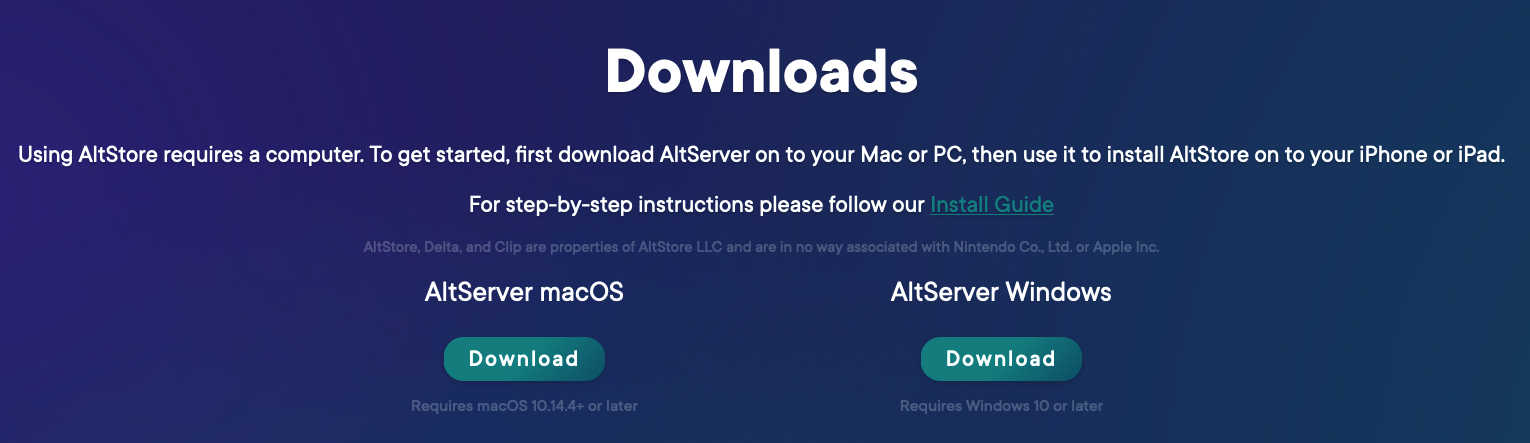 Downloads
Using AltStore requires a computer. To get started, first download AltServer on to your Mac or PC, then use it to install AltStore on to your iPhone or iPad.
For step-by-step instructions please follow our Install Guide
AltStore, Delta, and Clip are properties of AltStore LLC and are in no way associated with Nintendo Co., Ltd. or Apple Inc.
AltServer macOS
AltServer Windows
Download
Download
Requires macOS 10.14.4+ or later
Requires Windows 10 or later